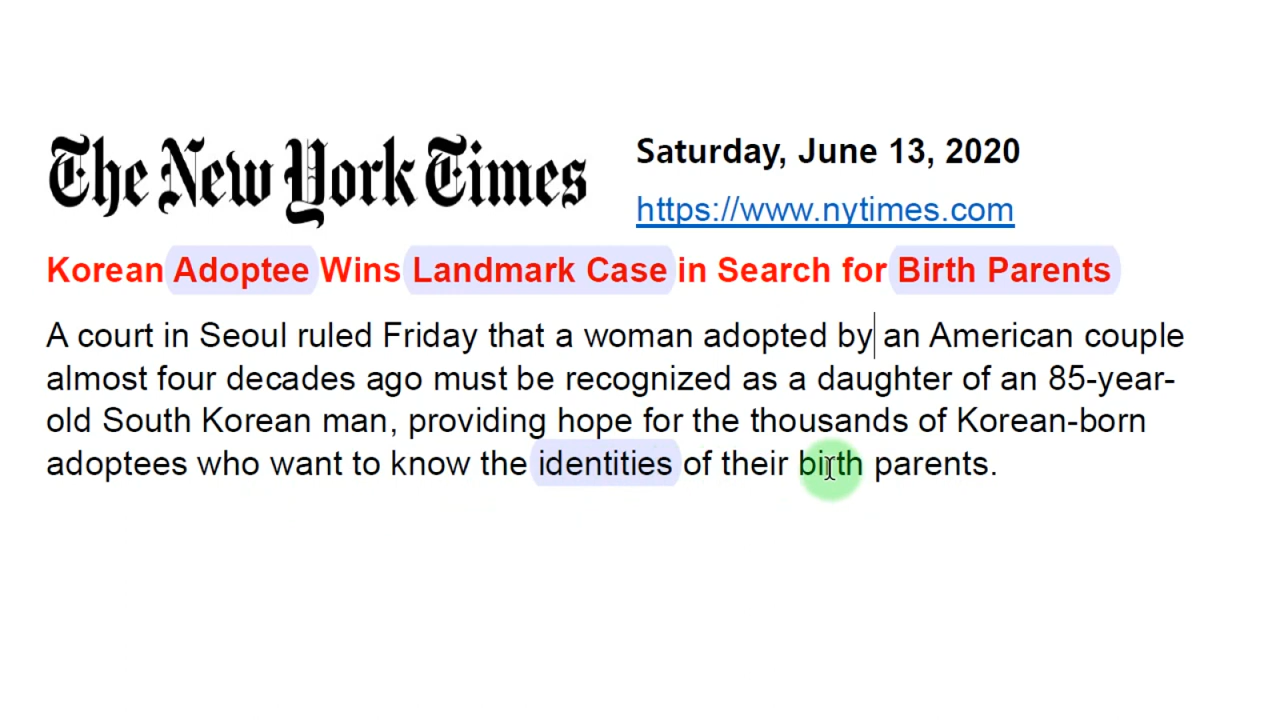 The New York Times
Saturday, June 13, 2020
https://www.nytimes.com
Korean Adoptee Wins Landmark Case in Search for Birth Parents
A court in Seoul ruled Friday that a woman adopted by an American couple
almost four decades ago must be recognized as a daughter of an 85-year-
old South Korean man, providing hope for the thousands of Korean-born
adoptees who want to know the identities of their birth parents.